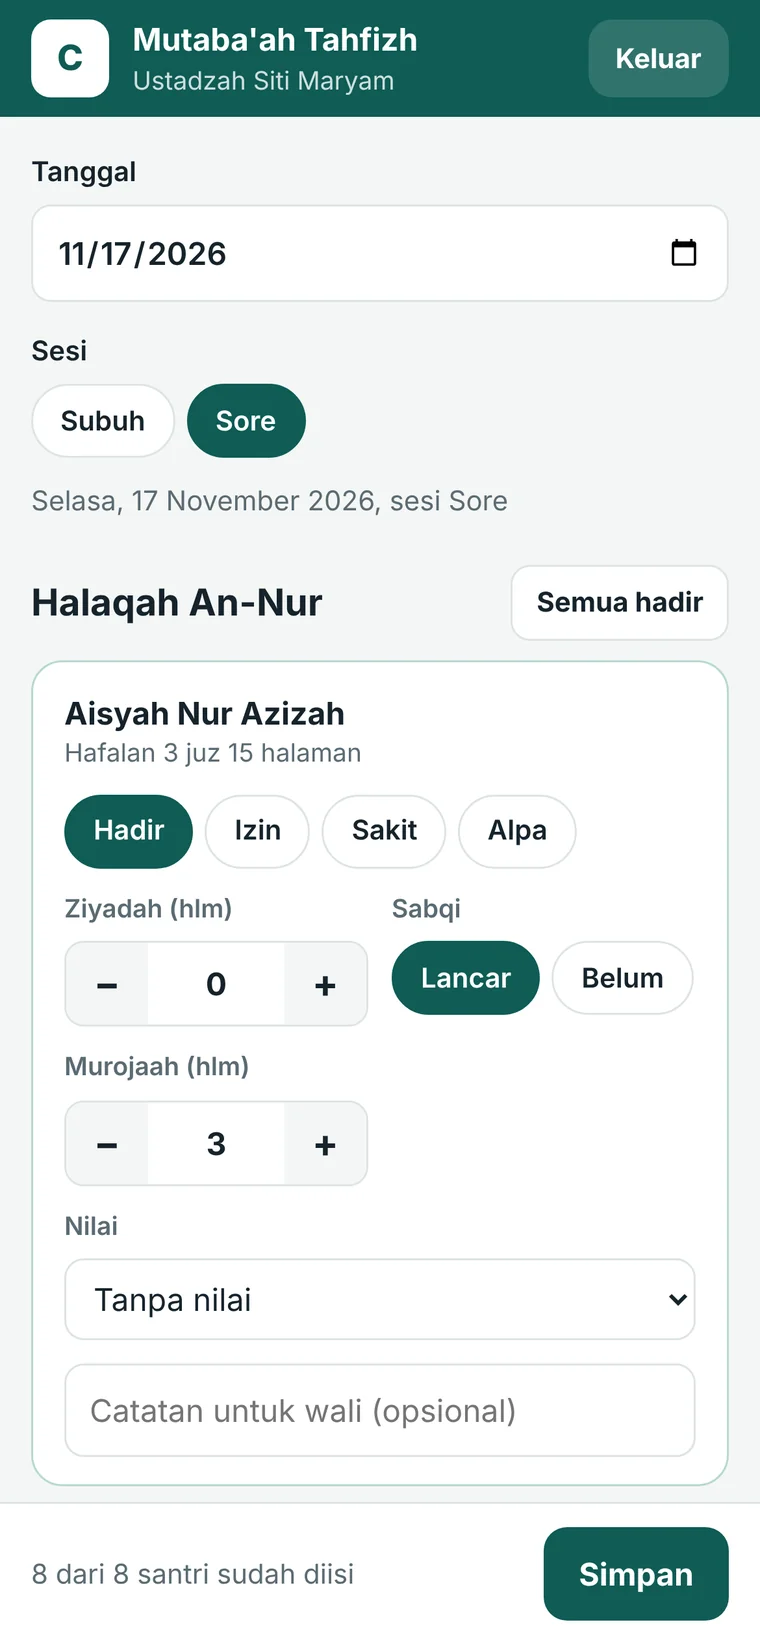 C
Mutaba'ah Tahfizh
Ustadzah Siti Maryam
Keluar
Tanggal
11/17/2026
Sesi
Subuh
Sore
Selasa, 17 November 2026, sesi Sore
Halaqah An-Nur
Semua hadir
Aisyah Nur Azizah
Hafalan 3 juz 15 halaman
Hadir
Izin
Sakit
Alpa
Ziyadah (hlm)
Sabqi
− 0 +
Lancar
Belum
Murojaah (hlm)
− 3 +
Nilai
Tanpa nilai
Catatan untuk wali (opsional)
8 dari 8 santri sudah diisi
Simpan